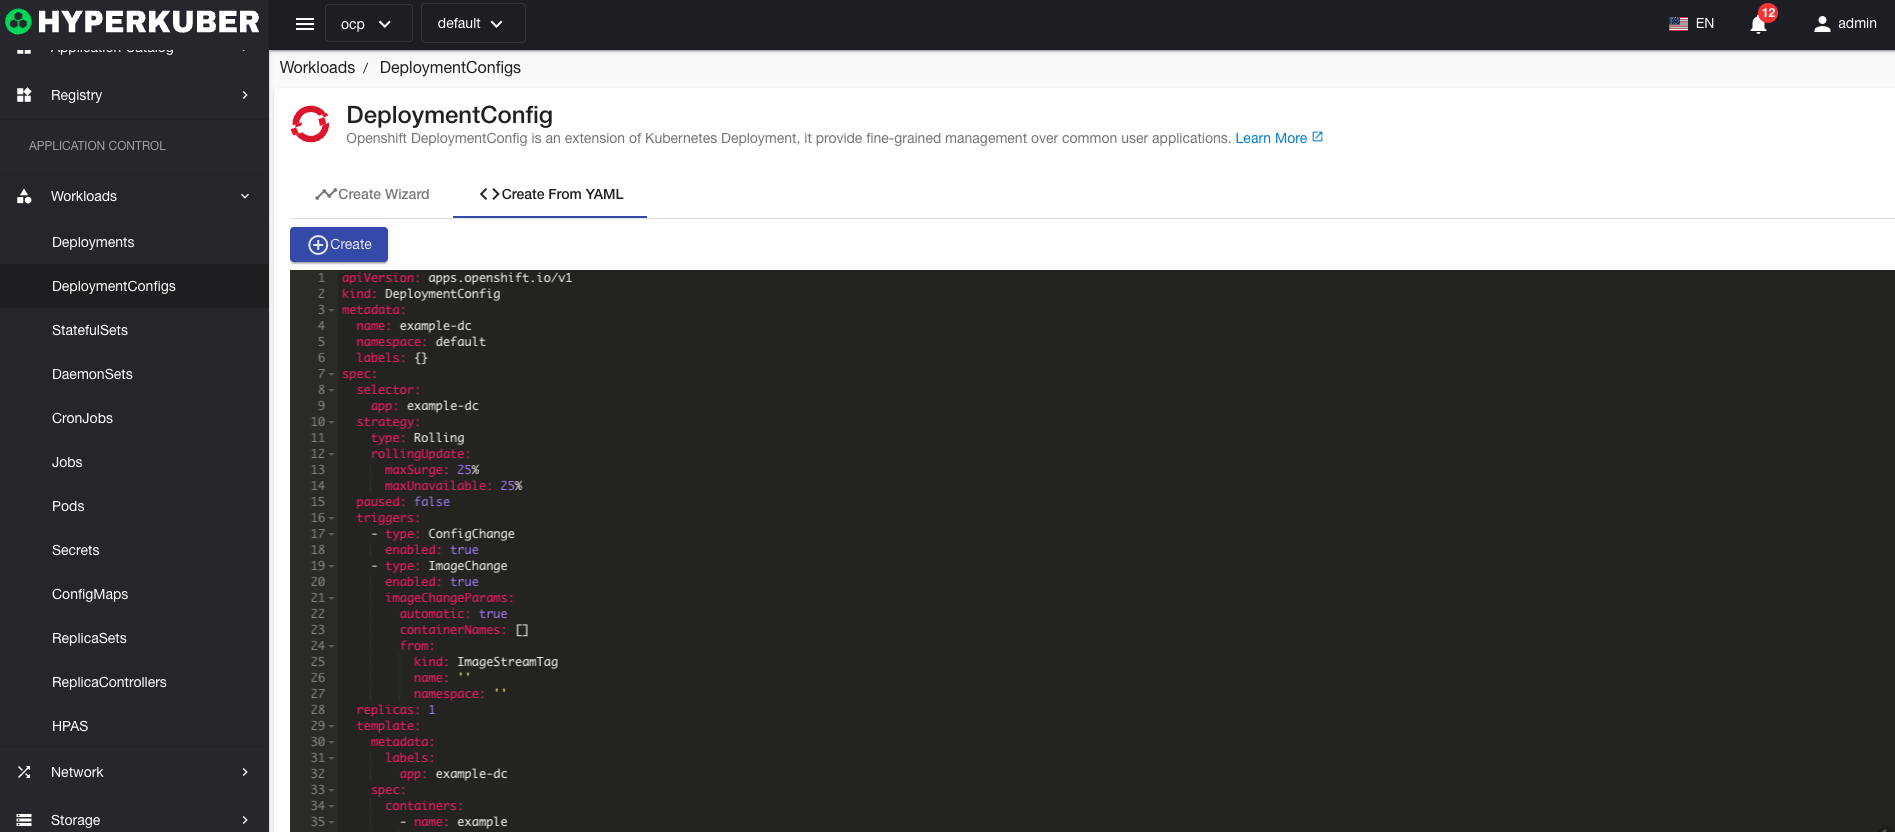 HYPERKUBER
ocp
default
EN
12
admin
Application Catalog
Registry
APPLICATION CONTROL
Workloads
Deployments
DeploymentConfigs
StatefulSets
DaemonSets
CronJobs
Jobs
Pods
Secrets
ConfigMaps
ReplicaSets
ReplicaControllers
HPAS
Network
Storage
Workloads / DeploymentConfigs
DeploymentConfig
Openshift DeploymentConfig is an extension of Kubernetes Deployment, it provide fine-grained management over common user applications. Learn More
Create Wizard
<> Create From YAML
Create
1 apiVersion: apps.openshift.io/v1
2 kind: DeploymentConfig
3 metadata:
4 name: example-dc
5 namespace: default
6 labels: {}
7 spec:
8 selector:
9 app: example-dc
10 strategy:
11 type: Rolling
12 rollingUpdate:
13 maxSurge: 25%
14 maxUnavailable: 25%
15 paused: false
16 triggers:
17 - type: ConfigChange
18 enabled: true
19 - type: ImageChange
20 enabled: true
21 imageChangeParams:
22 automatic: true
23 containerNames: []
24 from:
25 kind: ImageStreamTag
26 name: ''
27 namespace: ''
28 replicas: 1
29 template:
30 metadata:
31 labels:
32 app: example-dc
33 spec:
34 containers:
35 - name: example